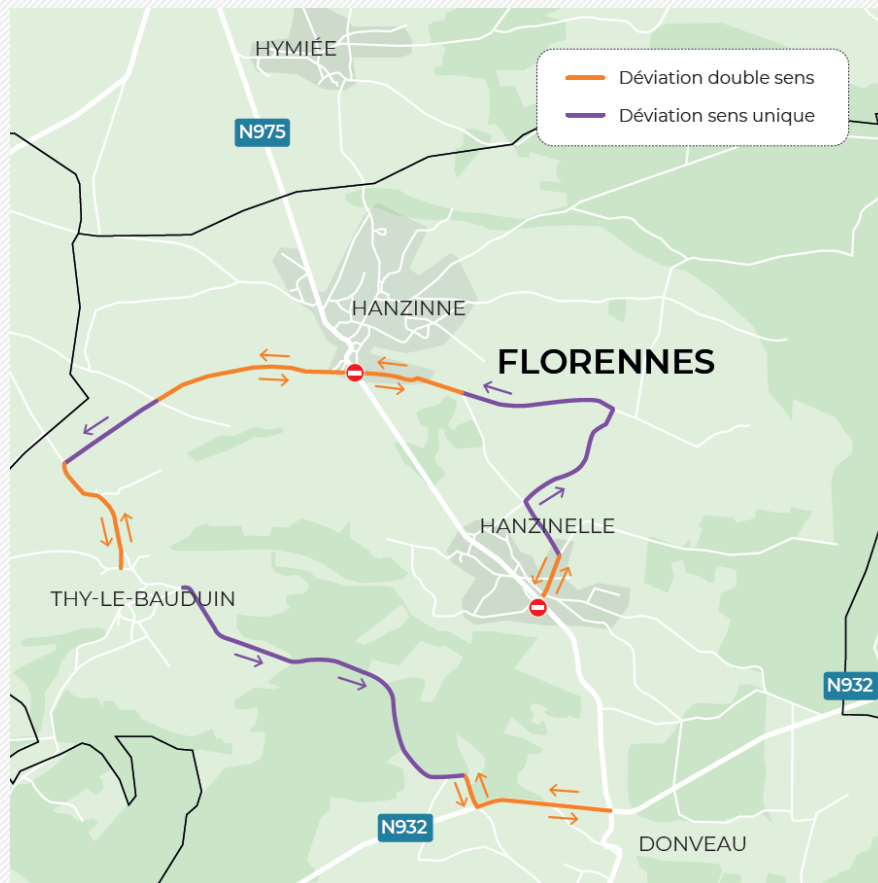 HYMIÉE
Déviation double sens
Déviation sens unique
N975
HANZINNE
FLORENNES
HANZINELLE
THY-LE-BAUDUIN
N932
N932
DONVEAU